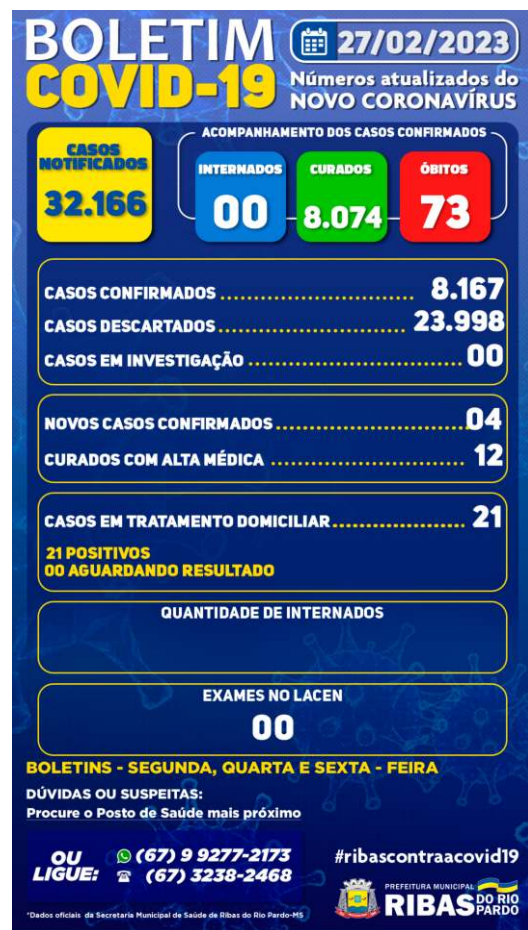 BOLETIM
COVID-19
27/02/2023
Números atualizados do
NOVO CORONAVÍRUS
CASOS
NOTIFICADOS
32.166
ACOMPANHAMENTO DOS CASOS CONFIRMADOS
INTERNADOS
00
CURADOS
8.074
ÓBITOS
73
CASOS CONFIRMADOS ................................ 8.167
CASOS DESCARTADOS ............................... 23.998
CASOS EM INVESTIGAÇÃO .................................... 00
NOVOS CASOS CONFIRMADOS ................................ 04
CURADOS COM ALTA MÉDICA ................................ 12
CASOS EM TRATAMENTO DOMICILIAR ...................... 21
21 POSITIVOS
00 AGUARDANDO RESULTADO
QUANTIDADE DE INTERNADOS
EXAMES NO LACEN
00
BOLETINS - SEGUNDA, QUARTA E SEXTA - FEIRA
DÚVIDAS OU SUSPEITAS:
Procure o Posto de Saúde mais próximo
OU
LIGUE:
(67) 9 9277-2173
(67) 3238-2468
#ribascontraacovid19
PREFEITURA MUNICIPAL
RIBAS DO RIO PARDO
*Dados oficiais da Secretaria Municipal de Saúde de Ribas do Rio Pardo-MS